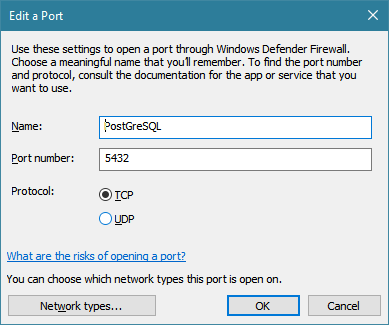 Edit a Port
Use these settings to open a port through Windows Defender Firewall.
Choose a meaningful name that you'll remember. To find the port number
and protocol, consult the documentation for the app or service that you
want to use.
Name:
PostGreSQL
Port number:
5432
Protocol:
TCP
UDP
What are the risks of opening a port?
You can choose which network types this port is open on.
Network types...
OK
Cancel